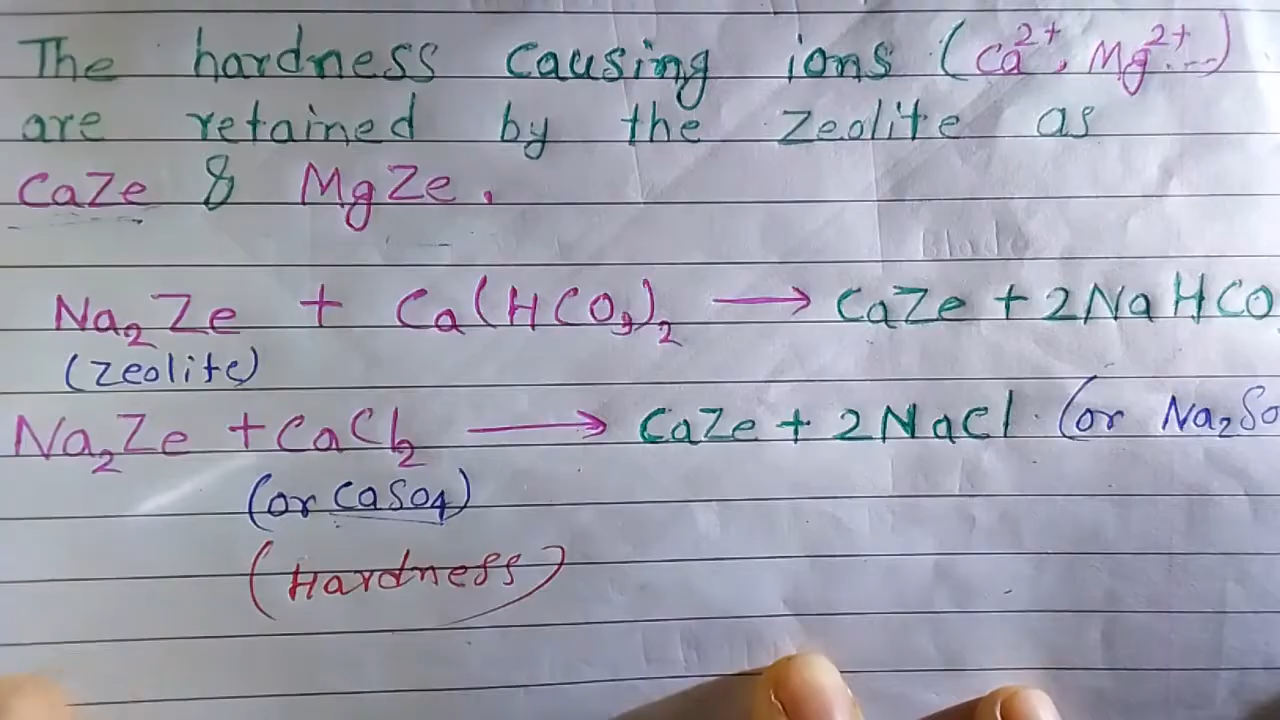 The hardness causing ions (Ca²⁺, Mg²⁺...)
are retained by the zeolite as
CaZe & MgZe.
Na₂Ze + Ca(HCO₃)₂ → CaZe + 2NaHCO
(zeolite)
Na₂Ze + CaCl₂ → CaZe + 2NaCl. (or Na₂SO
(or CaSO₄)
(Hardness)